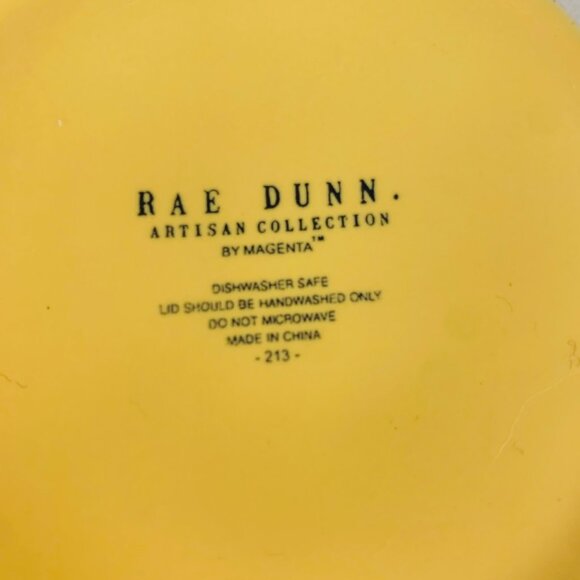 RAE DUNN.
ARTISAN COLLECTION
BY MAGENTA™
DISHWASHER SAFE
LID SHOULD BE HANDWASHED ONLY
DO NOT MICROWAVE
MADE IN CHINA
- 213 -